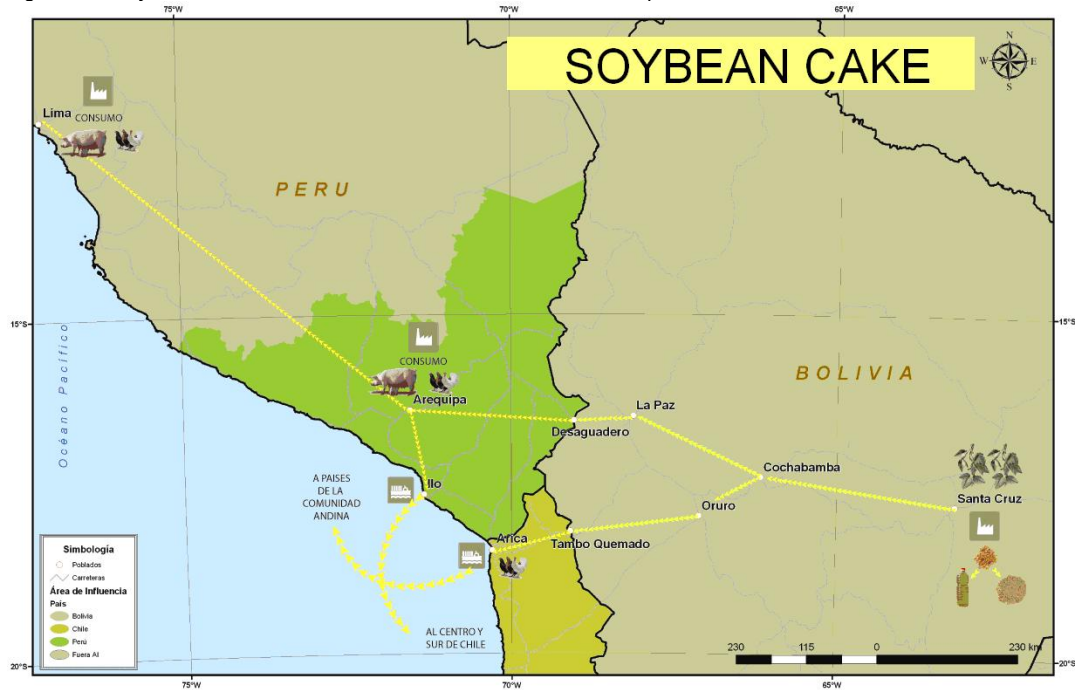 70°W
65°W
SOYBEAN CAKE
N
W
E
S
Lima
CONSUMO
PERU
15°S
15°S
CONSUMO
Océano Pacífico
Arequipa
BOLIVIA
La Paz
Desaguadero
Cochabamba
Santa Cruz
A PAISES
DE LA
COMUNIDAD
ANDINA
Ilo
Oruro
Arica
Tambo Quemado
AL CENTRO Y
SUR DE CHILE
Simbología
Poblados
Carreteras
Área de Influencia
País
Bolivia
Chile
Perú
Fuera AI
230 115 0 230 km
20°S
20°S
75°W
70°W
65°W